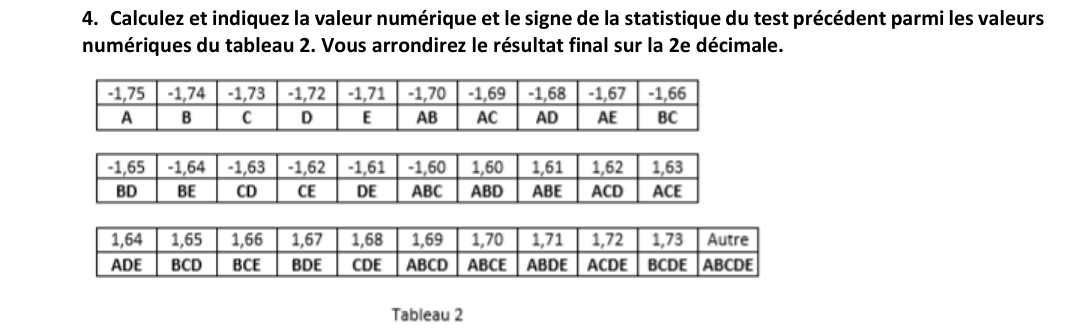 4. Calculez et indiquez la valeur numérique et le signe de la statistique du test précédent parmi les valeurs
numériques du tableau 2. Vous arrondirez le résultat final sur la 2e décimale.
-1,75 -1,74 -1,73 -1,72 -1,71 -1,70 -1,69 -1,68 -1,67 -1,66
A B C D E AB AC AD AE BC
-1,65 -1,64 -1,63 -1,62 -1,61 -1,60 1,60 1,61 1,62 1,63
BD BE CD CE DE ABC ABD ABE ACD ACE
1,64 1,65 1,66 1,67 1,68 1,69 1,70 1,71 1,72 1,73 Autre
ADE BCD BCE BDE CDE ABCD ABCE ABDE ACDE BCDE ABCDE
Tableau 2